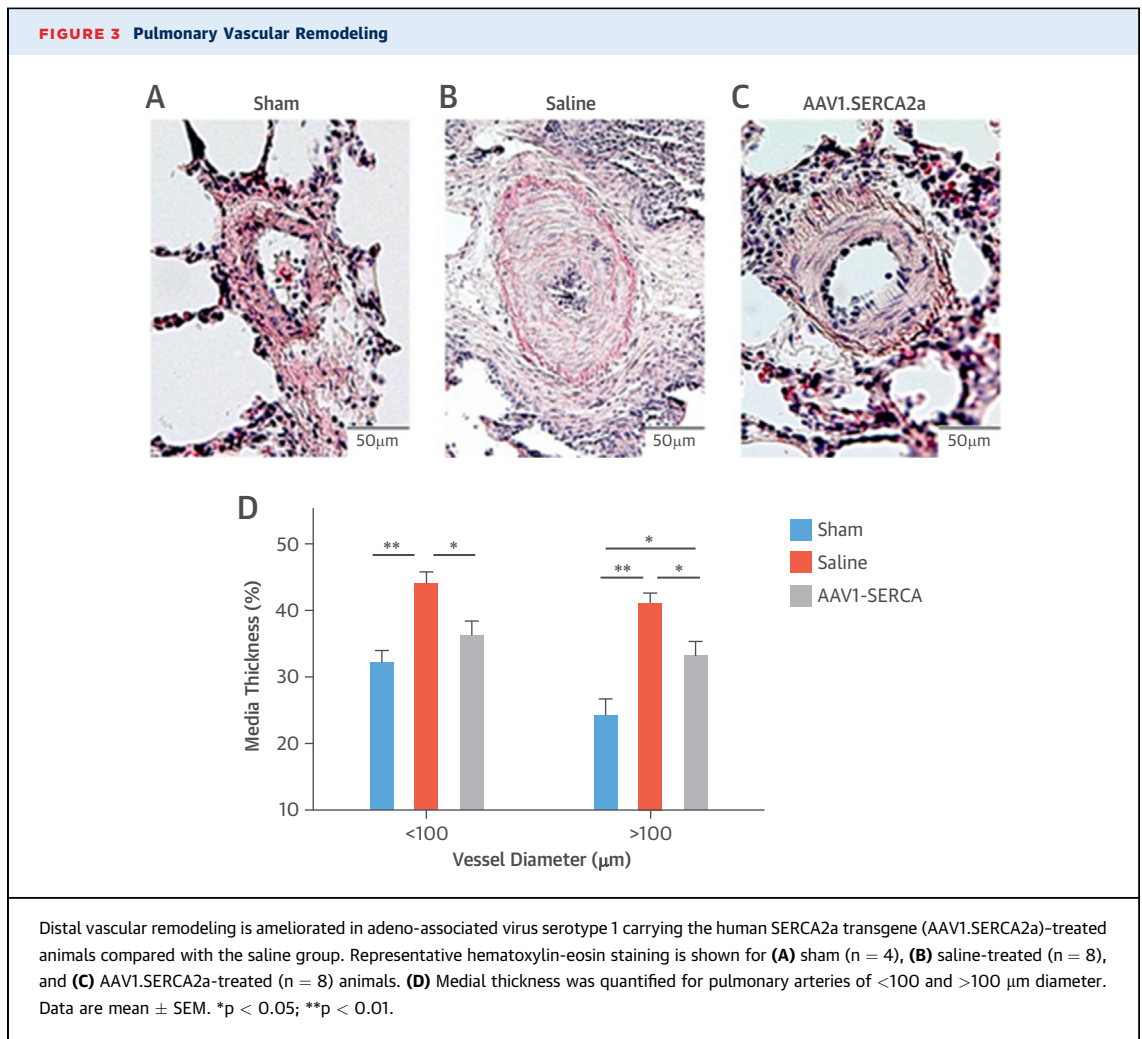 FIGURE 3 Pulmonary Vascular Remodeling
A
Sham
B
Saline
C
AAV1.SERCA2a
50μm
50μm
50μm
D
Media Thickness (%)
50
40
30
20
10
** *
*
** *
<100
>100
Vessel Diameter (μm)
Sham
Saline
AAV1-SERCA
Distal vascular remodeling is ameliorated in adeno-associated virus serotype 1 carrying the human SERCA2a transgene (AAV1.SERCA2a)-treated
animals compared with the saline group. Representative hematoxylin-eosin staining is shown for (A) sham (n = 4), (B) saline-treated (n = 8),
and (C) AAV1.SERCA2a-treated (n = 8) animals. (D) Medial thickness was quantified for pulmonary arteries of <100 and >100 μm diameter.
Data are mean ± SEM. *p < 0.05; **p < 0.01.